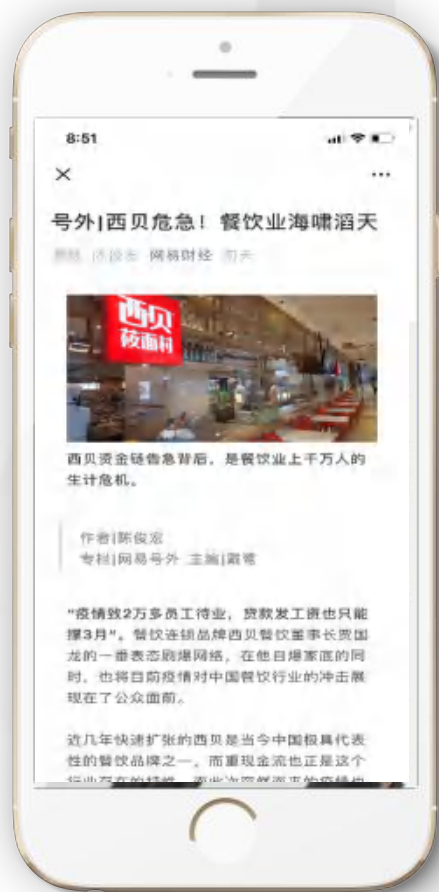 8:51
号外|西贝危急！餐饮业海啸滔天
网易财经
西贝
莜面村
西贝资金链告急背后，是餐饮业上千万人的
生计危机。
作者|陈俊宏
专栏|网易号外 主编|戴鹭
“疫情致2万多员工待业，贷款发工资也只能
撑3月”。餐饮连锁品牌西贝餐饮董事长贾国
龙的一番表态刷爆网络，在他自爆家底的同
时，也将目前疫情对中国餐饮行业的冲击展
现在了公众面前。
近几年快速扩张的西贝是当今中国极具代表
性的餐饮品牌之一，而重现金流也正是这个